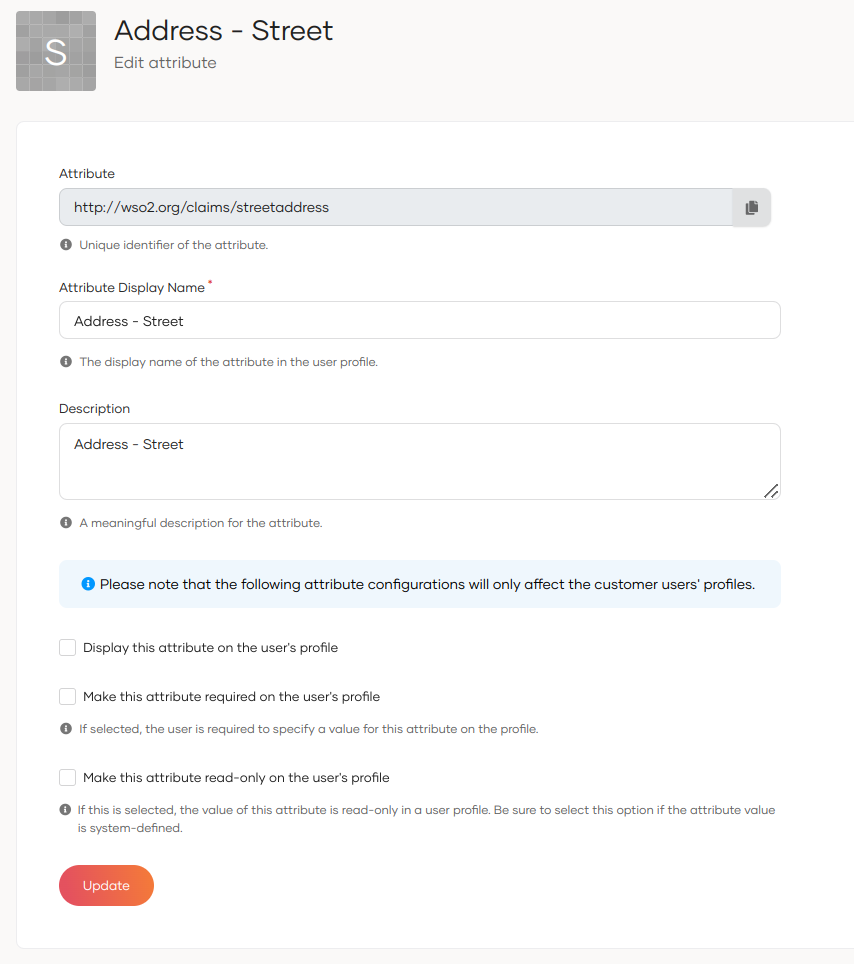 S
Address - Street
Edit attribute
Attribute
http://wso2.org/claims/streetaddress
Unique identifier of the attribute.
Attribute Display Name *
Address - Street
The display name of the attribute in the user profile.
Description
Address - Street
A meaningful description for the attribute.
Please note that the following attribute configurations will only affect the customer users' profiles.
Display this attribute on the user's profile
Make this attribute required on the user's profile
If selected, the user is required to specify a value for this attribute on the profile.
Make this attribute read-only on the user's profile
If this is selected, the value of this attribute is read-only in a user profile. Be sure to select this option if the attribute value
is system-defined.
Update